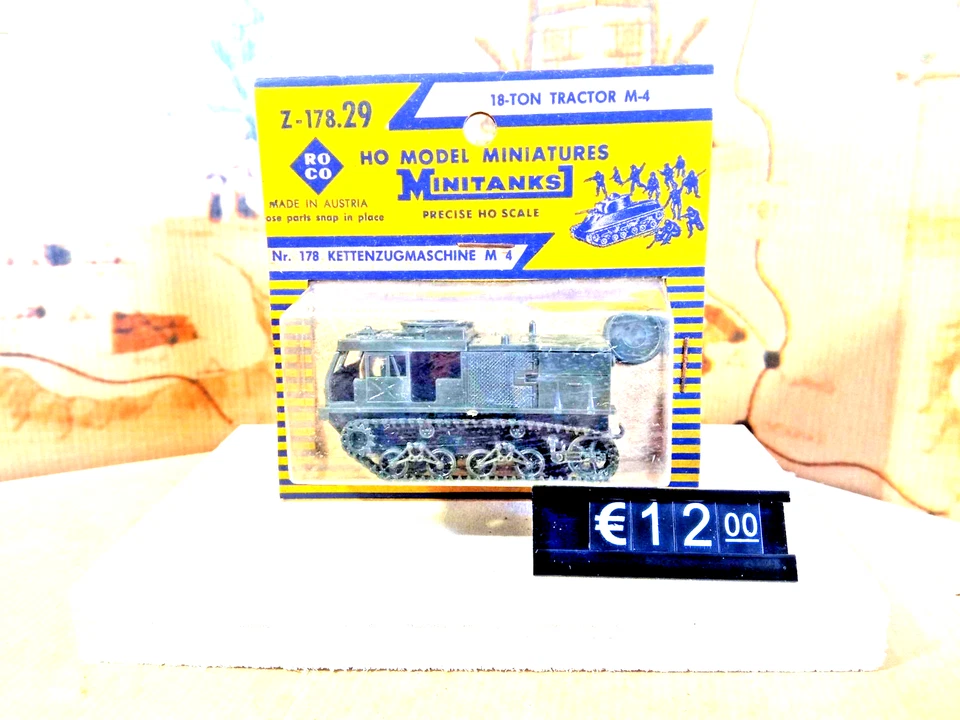 18-TON TRACTOR M-4
Z-178.29
RO
CO
HO MODEL MINIATURES
MINITANKS
MADE IN AUSTRIA
PRECISE HO SCALE
ose parts snap in place
Nr. 178 KETTENZUGMASCHINE M 4
€12 00